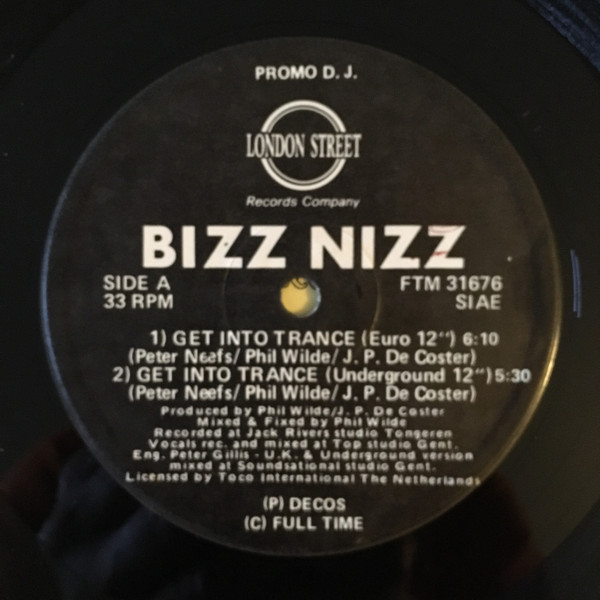 PROMO D. J.
LONDON STREET
Records Company
BIZZ NIZZ
SIDE A
33 RPM
FTM 31676
SIAE
1) GET INTO TRANCE (Euro 12") 6:10
(Peter Neefs/ Phil Wilde/ J. P. De Coster)
2) GET INTO TRANCE (Underground 12") 5:30
(Peter Neefs/ Phil Wilde/ J. P. De Coster)
Produced by Phil Wilde/J. P. De Coster
Mixed & Fixed by Phil Wilde
Recorded at Jack Rivers studio Tongeren
Vocals rec. and mixed at Top studio Gent.
Eng. Peter Gillis - U.K. & Underground version
mixed at Soundsational studio Gent.
Licensed by Toco International The Netherlands
(P) DECOS
(C) FULL TIME